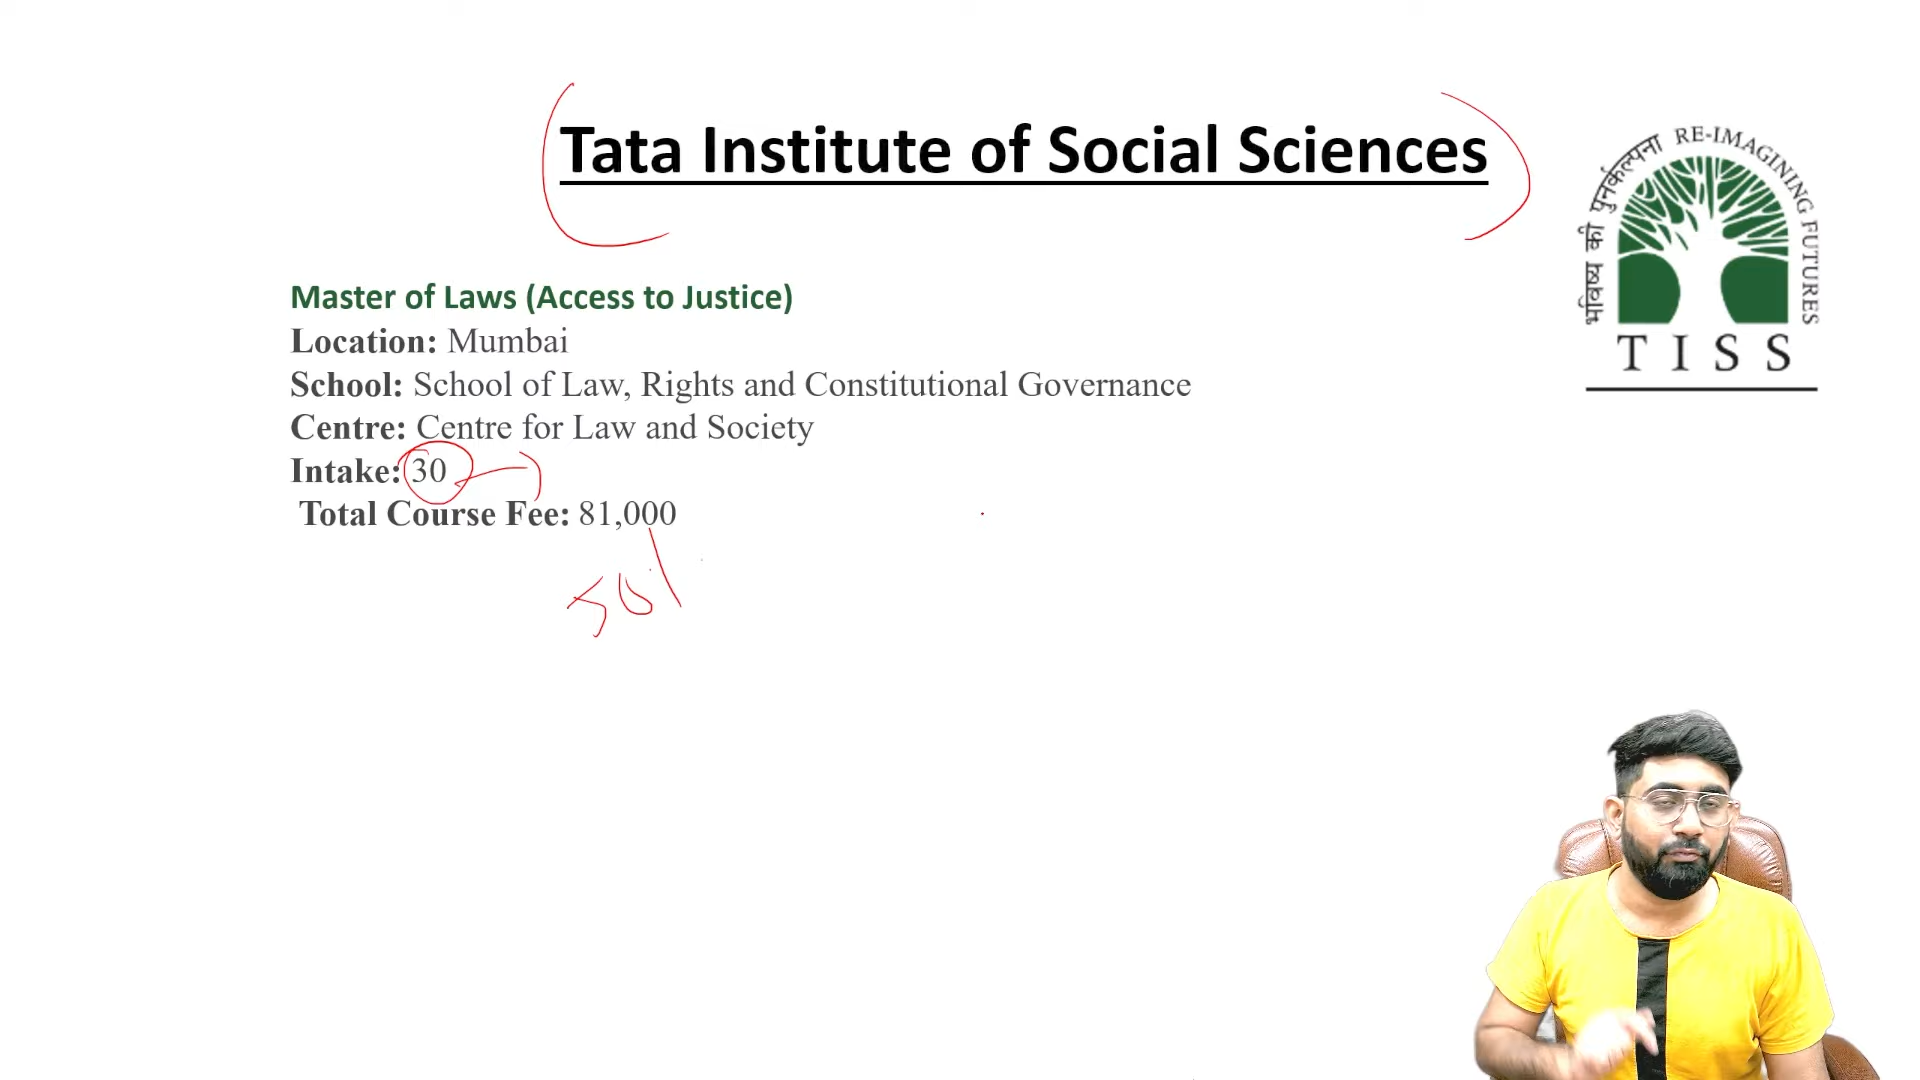 Tata Institute of Social Sciences
भविष्य की पुनर्कल्पना RE-IMAGINING FUTURES
TISS
Master of Laws (Access to Justice)
Location: Mumbai
School: School of Law, Rights and Constitutional Governance
Centre: Centre for Law and Society
Intake: 30
Total Course Fee: 81,000